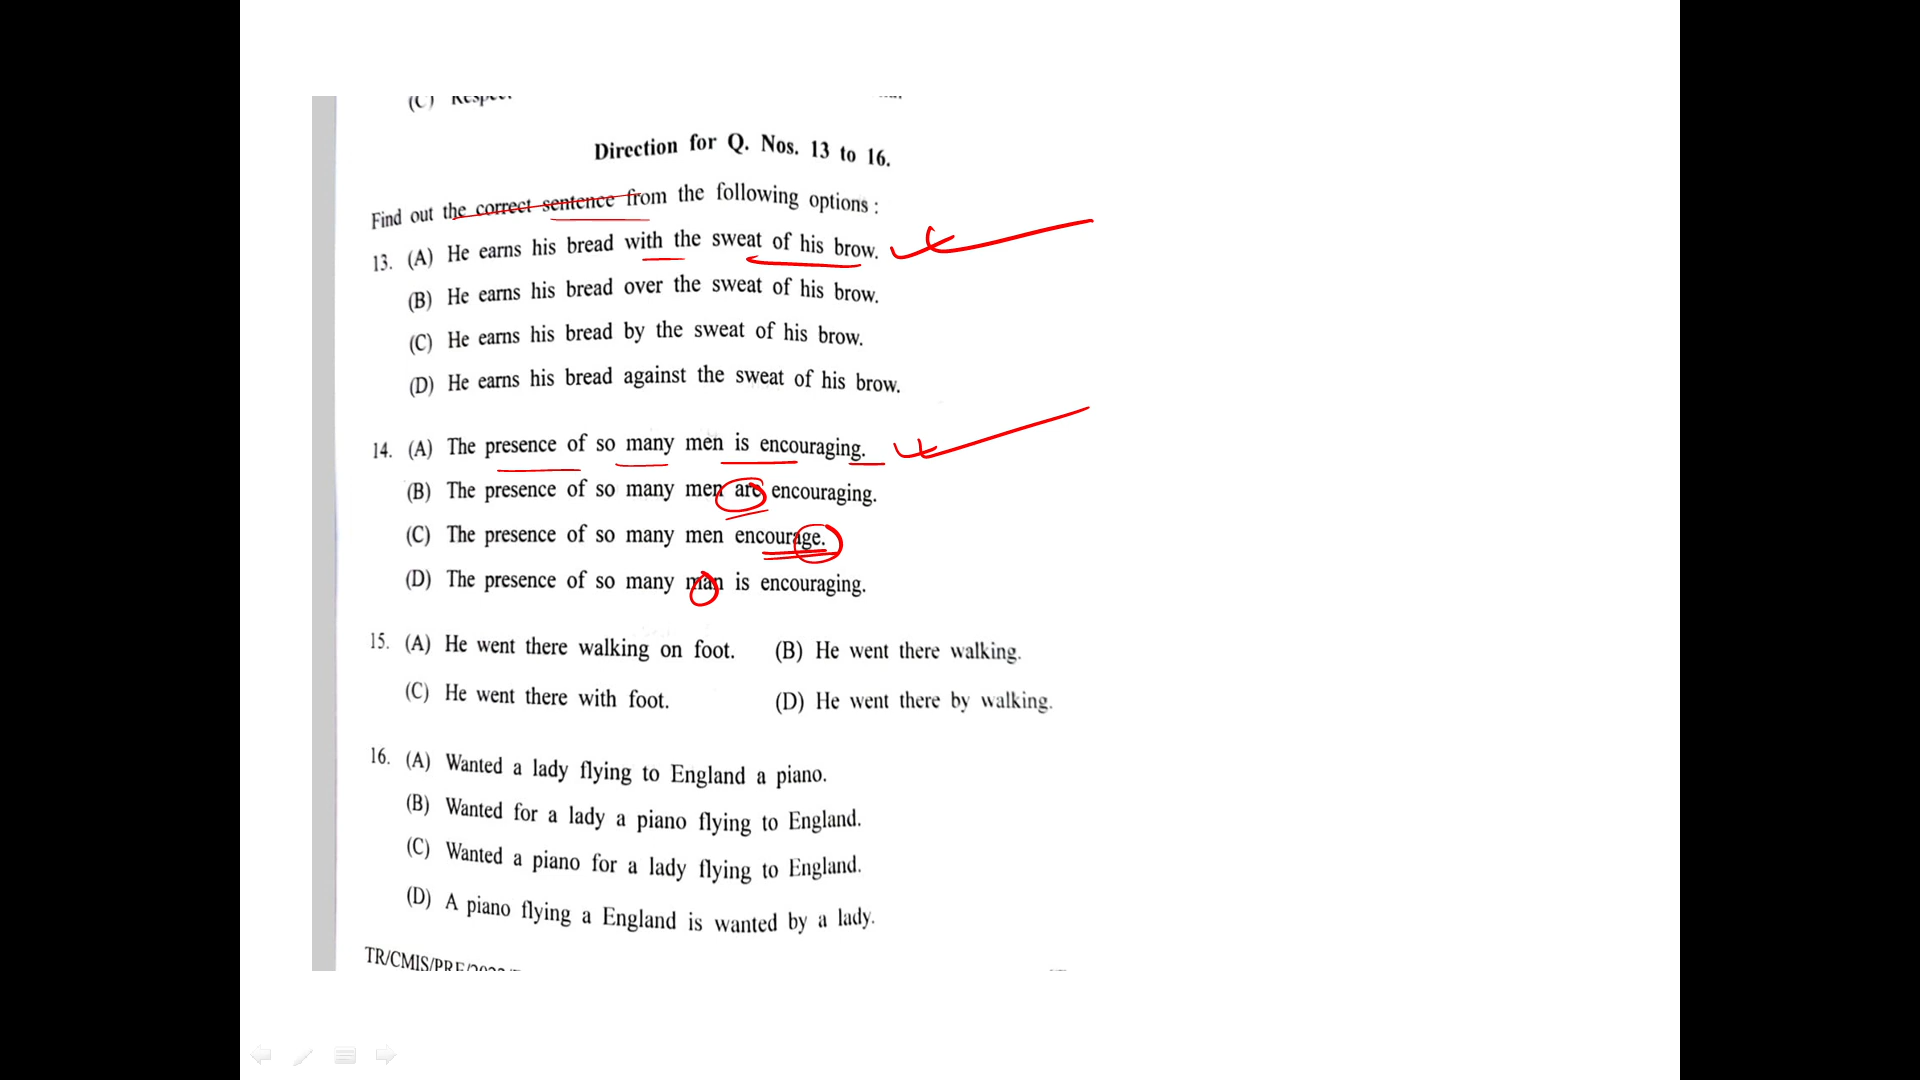 Direction for Q. Nos. 13 to 16.
Find out the correct sentence from the following options :
13. (A) He earns his bread with the sweat of his brow.
(B) He earns his bread over the sweat of his brow.
(C) He earns his bread by the sweat of his brow.
(D) He earns his bread against the sweat of his brow.
14. (A) The presence of so many men is encouraging.
(B) The presence of so many men are encouraging.
(C) The presence of so many men encourage.
(D) The presence of so many man is encouraging.
15. (A) He went there walking on foot. (B) He went there walking.
(C) He went there with foot. (D) He went there by walking.
16. (A) Wanted a lady flying to England a piano.
(B) Wanted for a lady a piano flying to England.
(C) Wanted a piano for a lady flying to England.
(D) A piano flying a England is wanted by a lady.